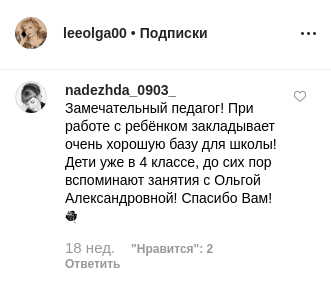 leeolga00 • Подписки
nadezhda_0903_
Замечательный педагог! При
работе с ребёнком закладывает
очень хорошую базу для школы!
Дети уже в 4 классе, до сих пор
вспоминают занятия с Ольгой
Александровной! Спасибо Вам!
18 нед. "Нравится": 2
Ответить